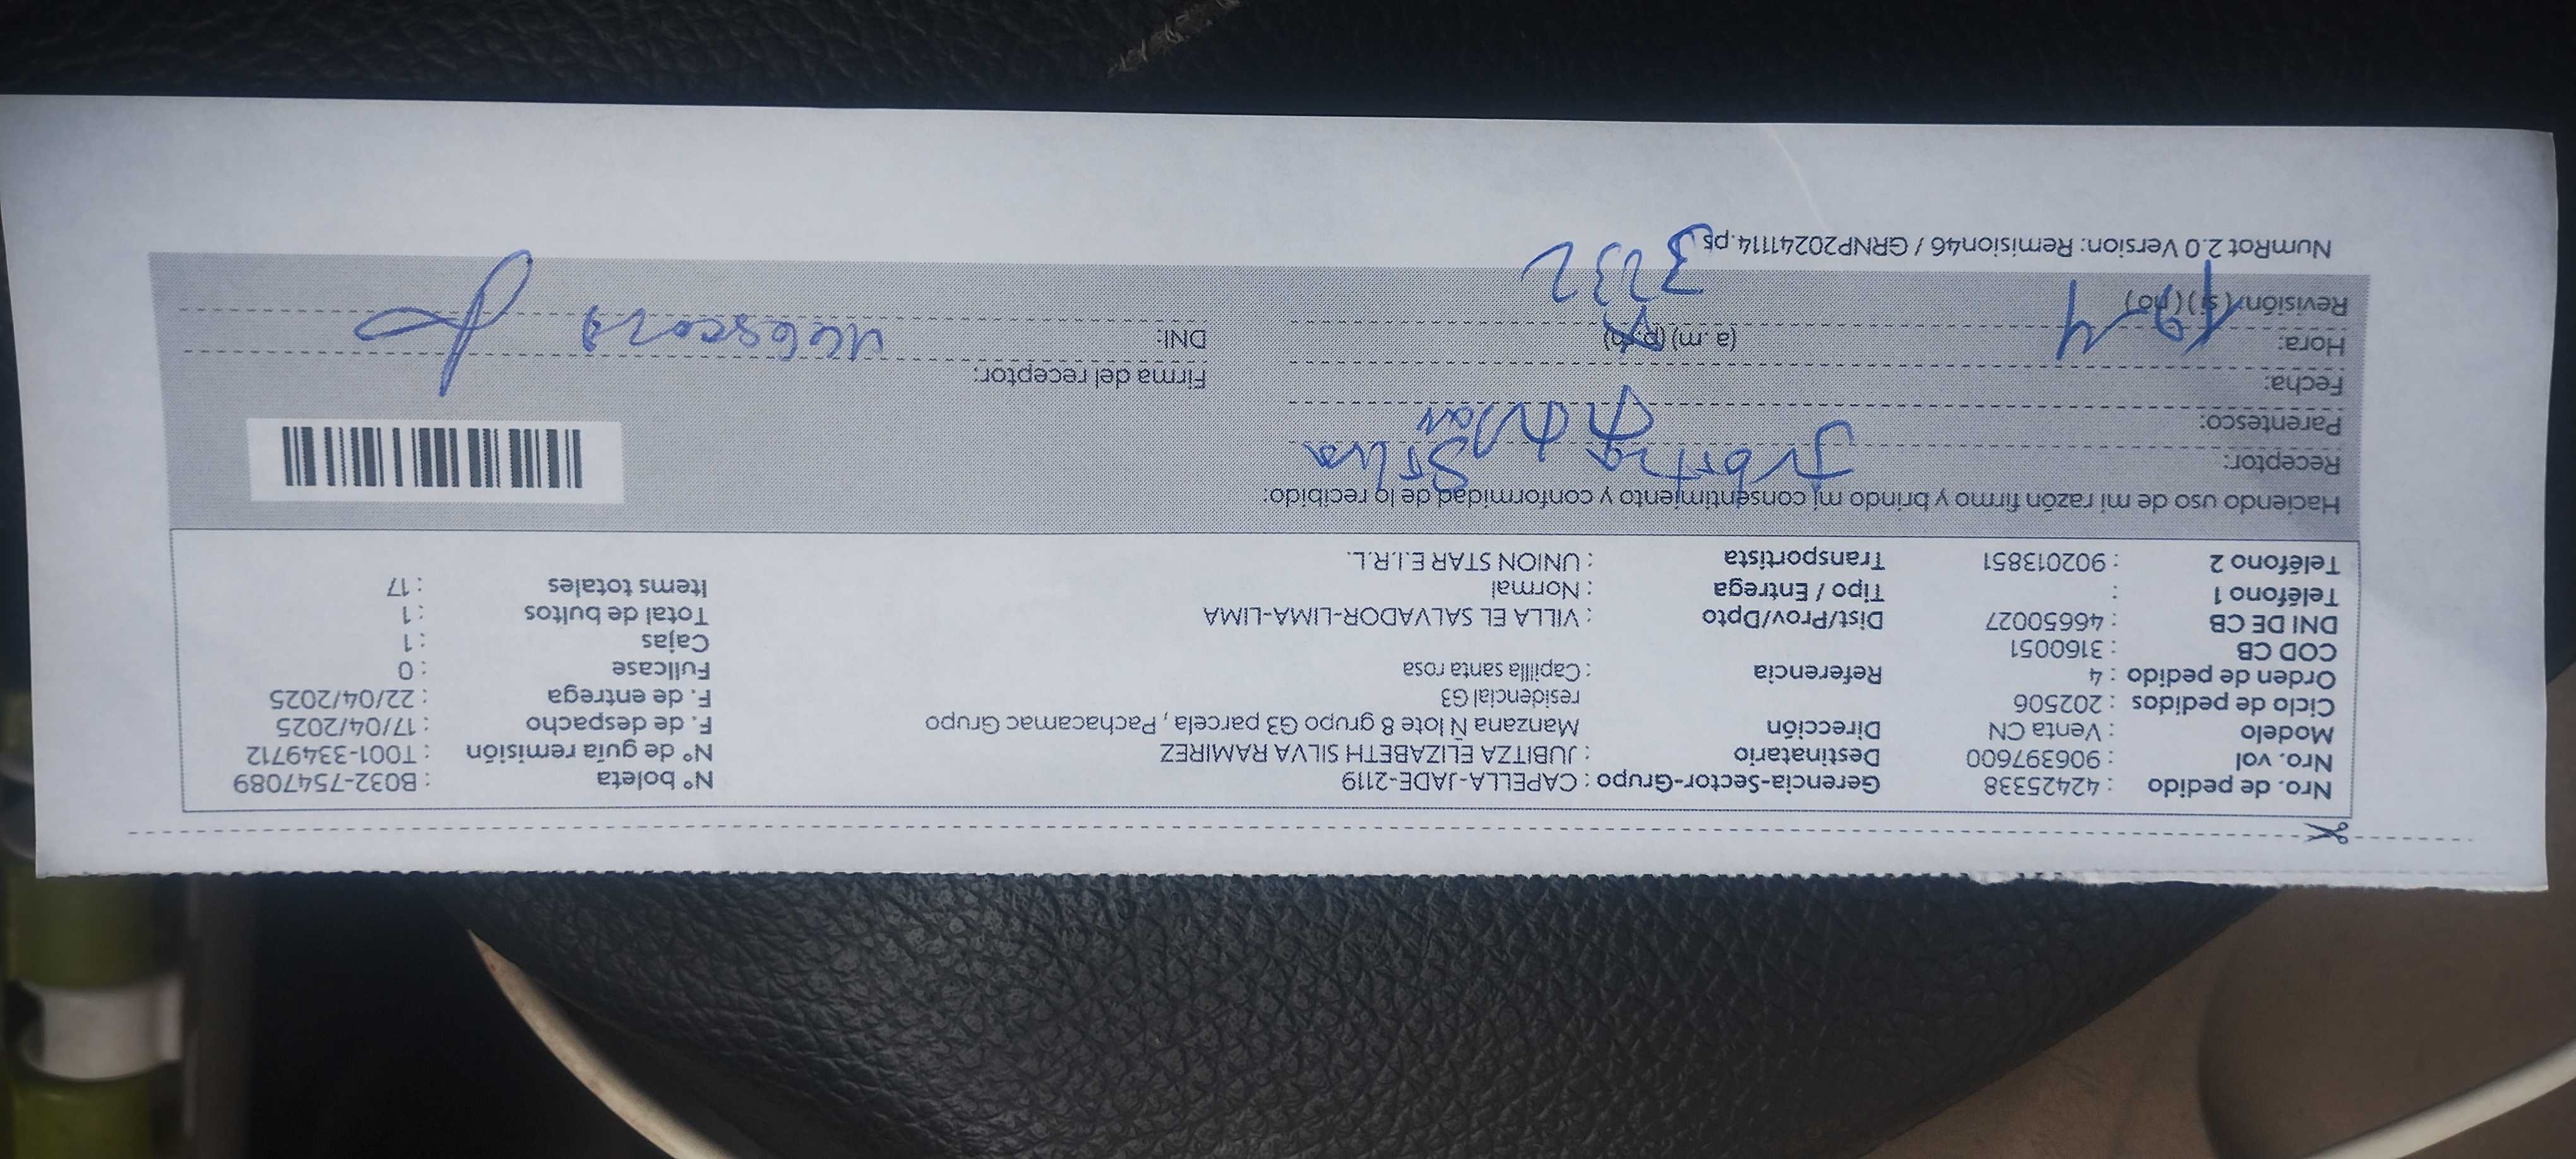 Nro. de pedido : 42425338 Gerencia-Sector-Grupo : CAPELLA-JADE-2119 N° boleta : B032-7547089
Nro. vol : 906397600 Destinatario : JUBITZA ELIZABETH SILVA RAMIREZ N° de guía remisión : T001-3349712
Modelo : Venta CN Dirección Manzana Ñ lote 8 grupo G3 parcela , Pachacamac Grupo F. de despacho : 17/04/2025
Ciclo de pedidos : 202506 residencial G3 F. de entrega : 22/04/2025
Orden de pedido : 4 Referencia : Capillla santa rosa Fullcase : 0
COD CB : 3160051 Cajas : 1
DNI DE CB : 46650027 Dist/Prov/Dpto : VILLA EL SALVADOR-LIMA-LIMA Total de bultos : 1
Teléfono 1 : Tipo / Entrega : Normal Items totales : 17
Teléfono 2 : 902013851 Transportista : UNION STAR E.I.R.L.
Haciendo uso de mi razón firmo y brindo mi consentimiento y conformidad de lo recibido:
Receptor: Silva
Parentesco:
Fecha: Firma del receptor:
Hora: (a.m) (p.m) DNI:
Revisión (si) (no)
NumRot 2.0 Version: Remision46 / GRNP20241114.ps